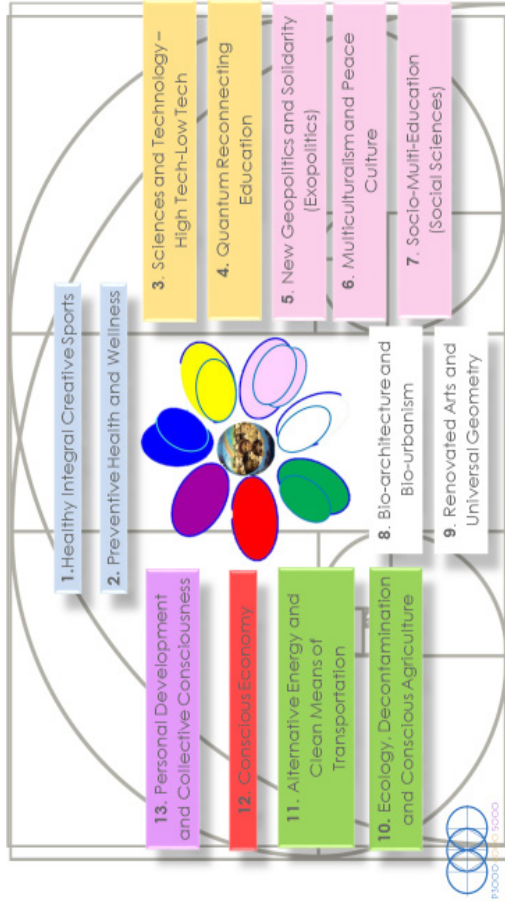 1.Healthy Integral Creative Sports
2. Preventive Health and Wellness
3. Sciences and Technology –
High Tech-Low Tech
4. Quantum Reconnecting
Education
5. New Geopolitics and Solidarity
(Exopolitics)
6. Multiculturalism and Peace
Culture
7. Socio-Multi-Education
(Social Sciences)
8. Bio-architecture and
Bio-urbanism
9. Renovated Arts and
Universal Geometry
10. Ecology, Decontamination
and Conscious Agriculture
11. Alternative Energy and
Clean Means of
Transportation
12. Conscious Economy
13. Personal Development
and Collective Consciousness